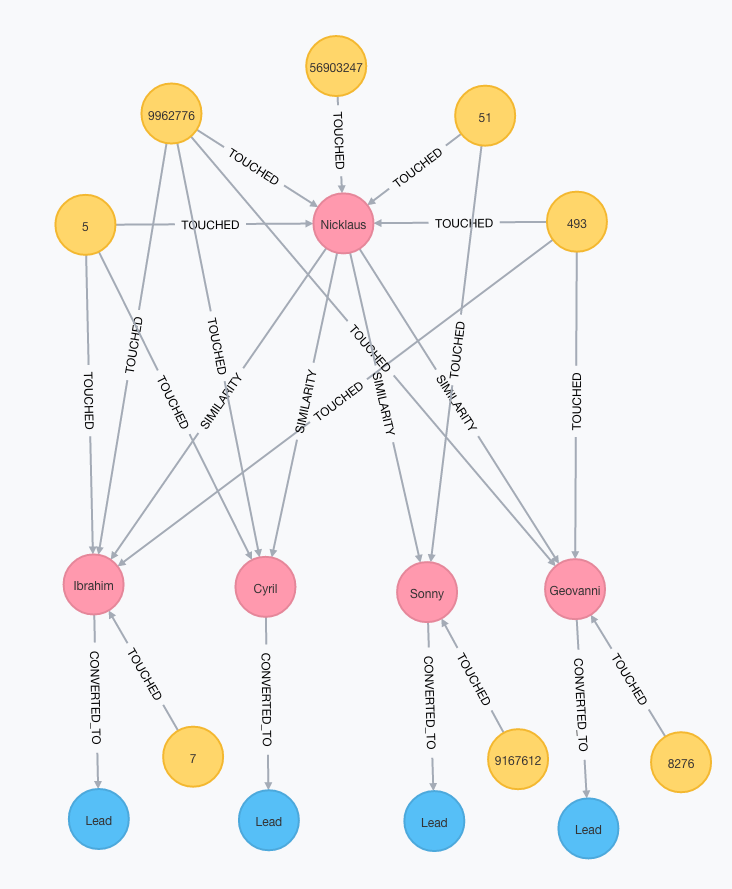 56903247
9962776
51
TOUCHED
TOUCHED
TOUCHED
5
TOUCHED
Nicklaus
TOUCHED
493
TOUCHED
TOUCHED
TOUCHED
TOUCHED
TOUCHED
SIMILARITY
SIMILARITY
TOUCHED
SIMILARITY
SIMILARITY
TOUCHED
TOUCHED
TOUCHED
Ibrahim
Cyril
Sonny
Geovanni
CONVERTED_TO
TOUCHED
CONVERTED_TO
CONVERTED_TO
TOUCHED
CONVERTED_TO
TOUCHED
7
9167612
8276
Lead
Lead
Lead
Lead